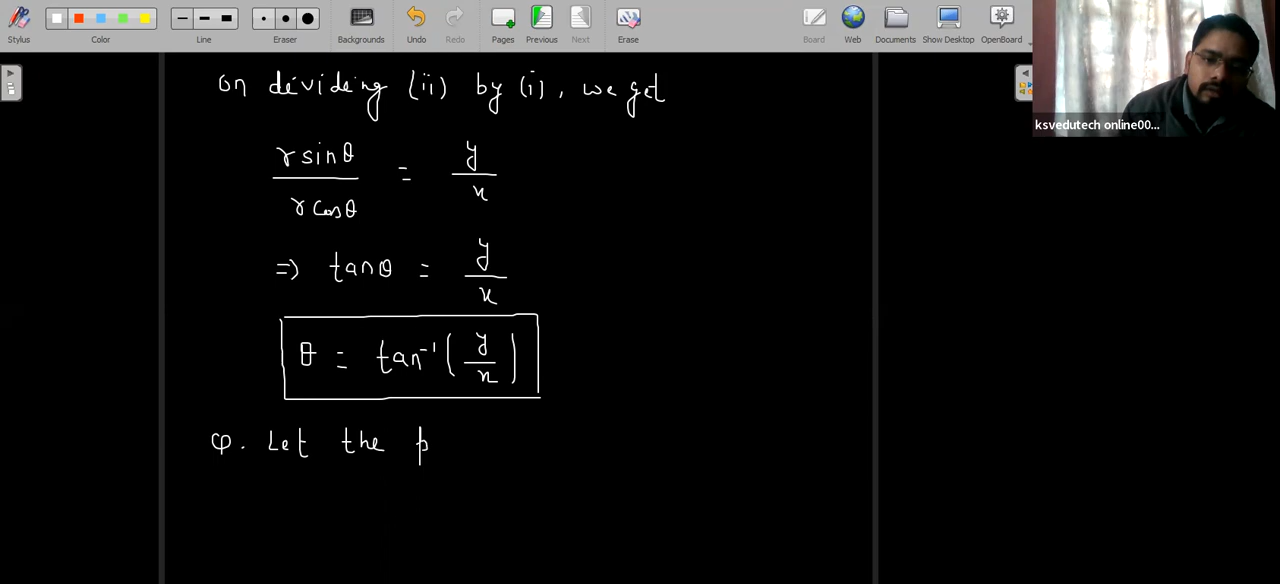 Stylus Color Line Eraser Backgrounds Undo Redo Pages Previous Next Erase Board Web Documents Show Desktop OpenBoard
ksvedutech online00...
on dividing (ii) by (i), we get
r sinθ / r cosθ = y / x
=> tanθ = y / x
θ = tan⁻¹ ( y / x )
φ. Let the p